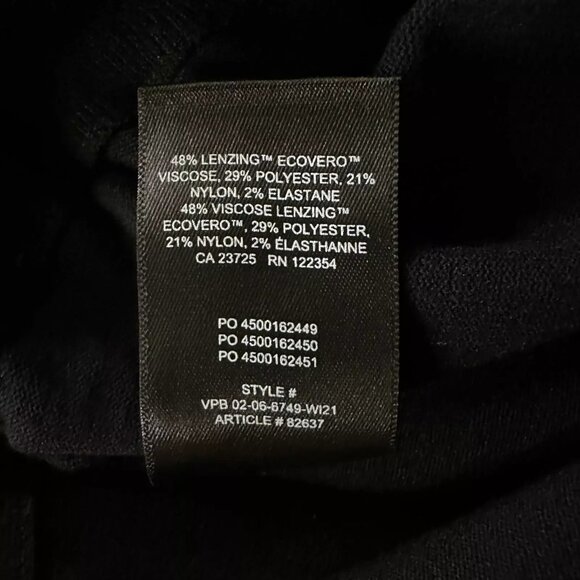 48% LENZING™ ECOVERO™
VISCOSE, 29% POLYESTER, 21%
NYLON, 2% ELASTANE
48% VISCOSE LENZING™
ECOVERO™, 29% POLYESTER,
21% NYLON, 2% ÉLASTHANNE
CA 23725 RN 122354
PO 4500162449
PO 4500162450
PO 4500162451
STYLE #
VPB 02-06-6749-WI21
ARTICLE # 82637